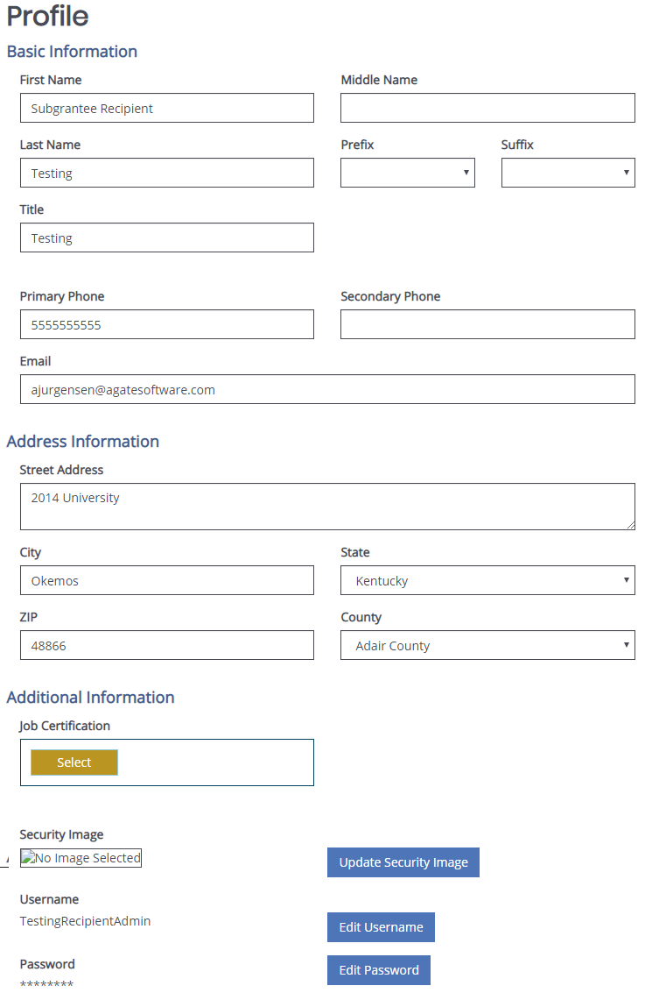 Profile
Basic Information
First Name Middle Name
Subgrantee Recipient
Last Name Prefix Suffix
Testing
Title
Testing
Primary Phone Secondary Phone
5555555555
Email
ajurgensen@agatesoftware.com
Address Information
Street Address
2014 University
City State
Okemos Kentucky
ZIP County
48866 Adair County
Additional Information
Job Certification
Select
Security Image
No Image Selected Update Security Image
Username
TestingRecipientAdmin Edit Username
Password
******** Edit Password